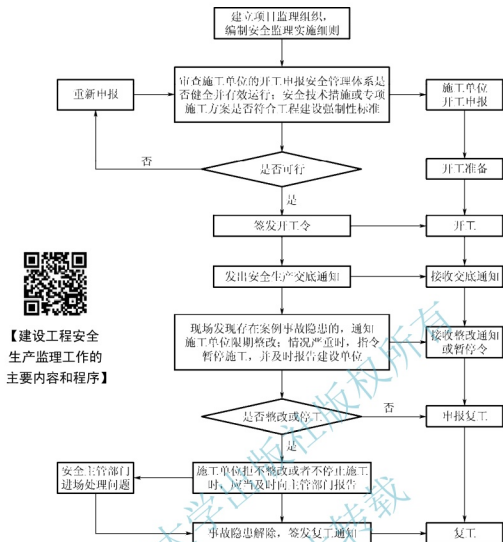 建立项目监理组织,
编制安全监理实施细则
重新申报
审查施工单位的开工申报安全管理体系是
否健全并有效运行；安全技术措施或专项
施工方案是否符合工程建设强制性标准
施工单位
开工申报
否
是否可行
开工准备
是
签发开工令
开工
发出安全生产交底通知
接收交底通知
【建设工程安全
生产监理工作的
主要内容和程序】
现场发现存在案例事故隐患的，通知
施工单位限期整改；情况严重时，指令
暂停施工，并及时报告建设单位
接收整改通知
或暂停令
是否整改或停工
否
申报复工
是
安全主管部门
进场处理问题
施工单位拒不整改或者不停止施工
时，应当及时向主管部门报告
事故隐患解除，签发复工通知
复工
大学出版社版权所有